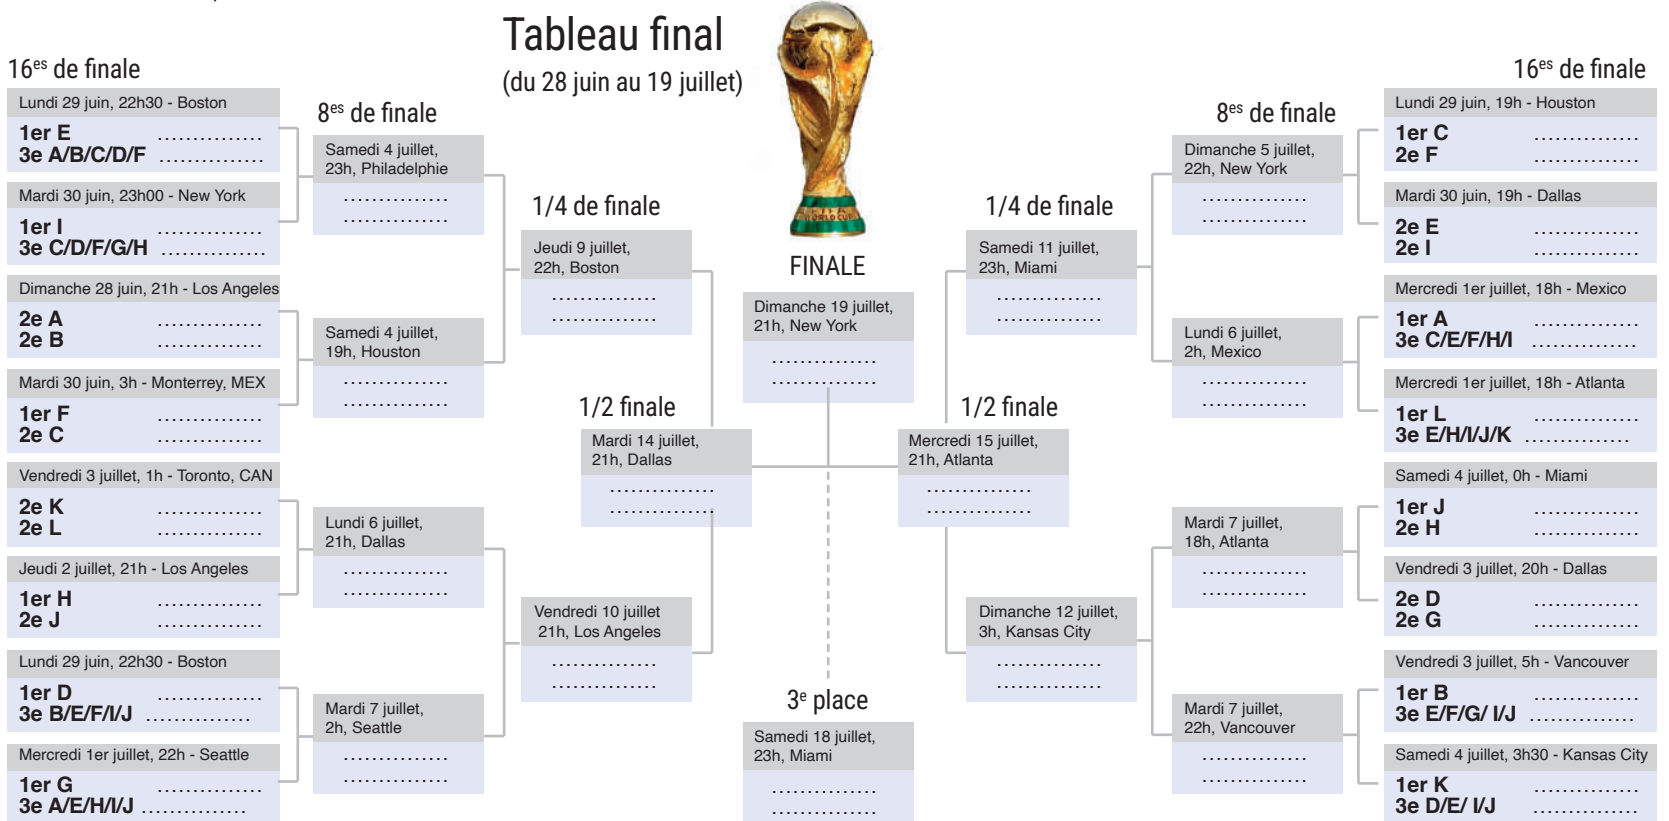 Tableau final
(du 28 juin au 19 juillet)
16es de finale
Lundi 29 juin, 22h30 - Boston
1er E ...............
3e A/B/C/D/F ...............
Mardi 30 juin, 23h00 - New York
1er I ...............
3e C/D/F/G/H ...............
Dimanche 28 juin, 21h - Los Angeles
2e A ...............
2e B ...............
Mardi 30 juin, 3h - Monterrey, MEX
1er F ...............
2e C ...............
Vendredi 3 juillet, 1h - Toronto, CAN
2e K ...............
2e L ...............
Jeudi 2 juillet, 21h - Los Angeles
1er H ...............
2e J ...............
Lundi 29 juin, 22h30 - Boston
1er D ...............
3e B/E/F/I/J ...............
Mercredi 1er juillet, 22h - Seattle
1er G ...............
3e A/E/H/I/J ...............
8es de finale
Samedi 4 juillet,
23h, Philadelphie
...............
...............
Samedi 4 juillet,
19h, Houston
...............
...............
Lundi 6 juillet,
21h, Dallas
...............
...............
Mardi 7 juillet,
2h, Seattle
...............
...............
1/4 de finale
Jeudi 9 juillet,
22h, Boston
...............
...............
Vendredi 10 juillet
21h, Los Angeles
...............
...............
1/2 finale
Mardi 14 juillet,
21h, Dallas
...............
...............
FIFA
WORLD CUP
FINALE
Dimanche 19 juillet,
21h, New York
...............
...............
3e place
Samedi 18 juillet,
23h, Miami
...............
...............
1/2 finale
Mercredi 15 juillet,
21h, Atlanta
...............
...............
1/4 de finale
Samedi 11 juillet,
23h, Miami
...............
...............
Dimanche 12 juillet,
3h, Kansas City
...............
...............
8es de finale
Dimanche 5 juillet,
22h, New York
...............
...............
Lundi 6 juillet,
2h, Mexico
...............
...............
Mardi 7 juillet,
18h, Atlanta
...............
...............
Mardi 7 juillet,
22h, Vancouver
...............
...............
16es de finale
Lundi 29 juin, 19h - Houston
1er C ...............
2e F ...............
Mardi 30 juin, 19h - Dallas
2e E ...............
2e I ...............
Mercredi 1er juillet, 18h - Mexico
1er A ...............
3e C/E/F/H/I ...............
Mercredi 1er juillet, 18h - Atlanta
1er L ...............
3e E/H/I/J/K ...............
Samedi 4 juillet, 0h - Miami
1er J ...............
2e H ...............
Vendredi 3 juillet, 20h - Dallas
2e D ...............
2e G ...............
Vendredi 3 juillet, 5h - Vancouver
1er B ...............
3e E/F/G/ I/J ...............
Samedi 4 juillet, 3h30 - Kansas City
1er K ...............
3e D/E/ I/J ...............